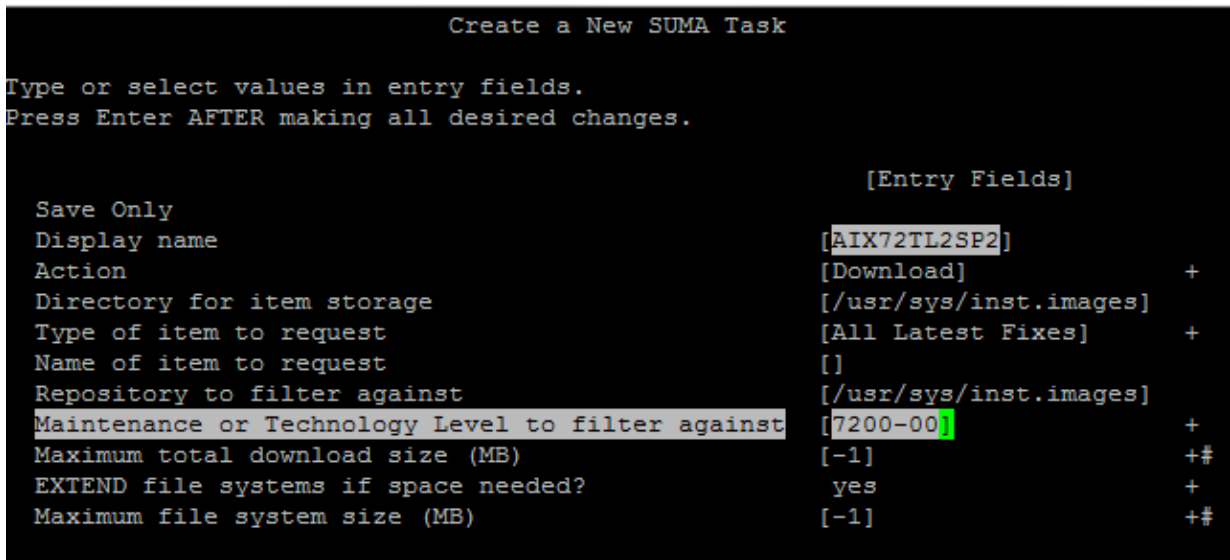 Create a New SUMA Task
Type or select values in entry fields.
Press Enter AFTER making all desired changes.
[Entry Fields]
Save Only
Display name [AIX72TL2SP2]
Action [Download] +
Directory for item storage [/usr/sys/inst.images]
Type of item to request [All Latest Fixes] +
Name of item to request []
Repository to filter against [/usr/sys/inst.images]
Maintenance or Technology Level to filter against [7200-00] +
Maximum total download size (MB) [-1] +#
EXTEND file systems if space needed? yes +
Maximum file system size (MB) [-1] +#